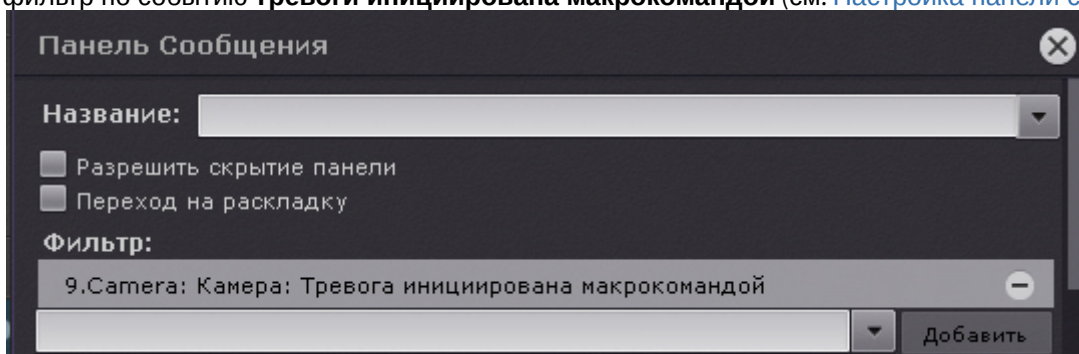 фильтр по событию Тревоги инициирована макрокомандой (см. Настройка панели с
Панель Сообщения
Название:
Разрешить скрытие панели
Переход на раскладку
Фильтр:
9.Camera: Камера: Тревога инициирована макрокомандой
Добавить